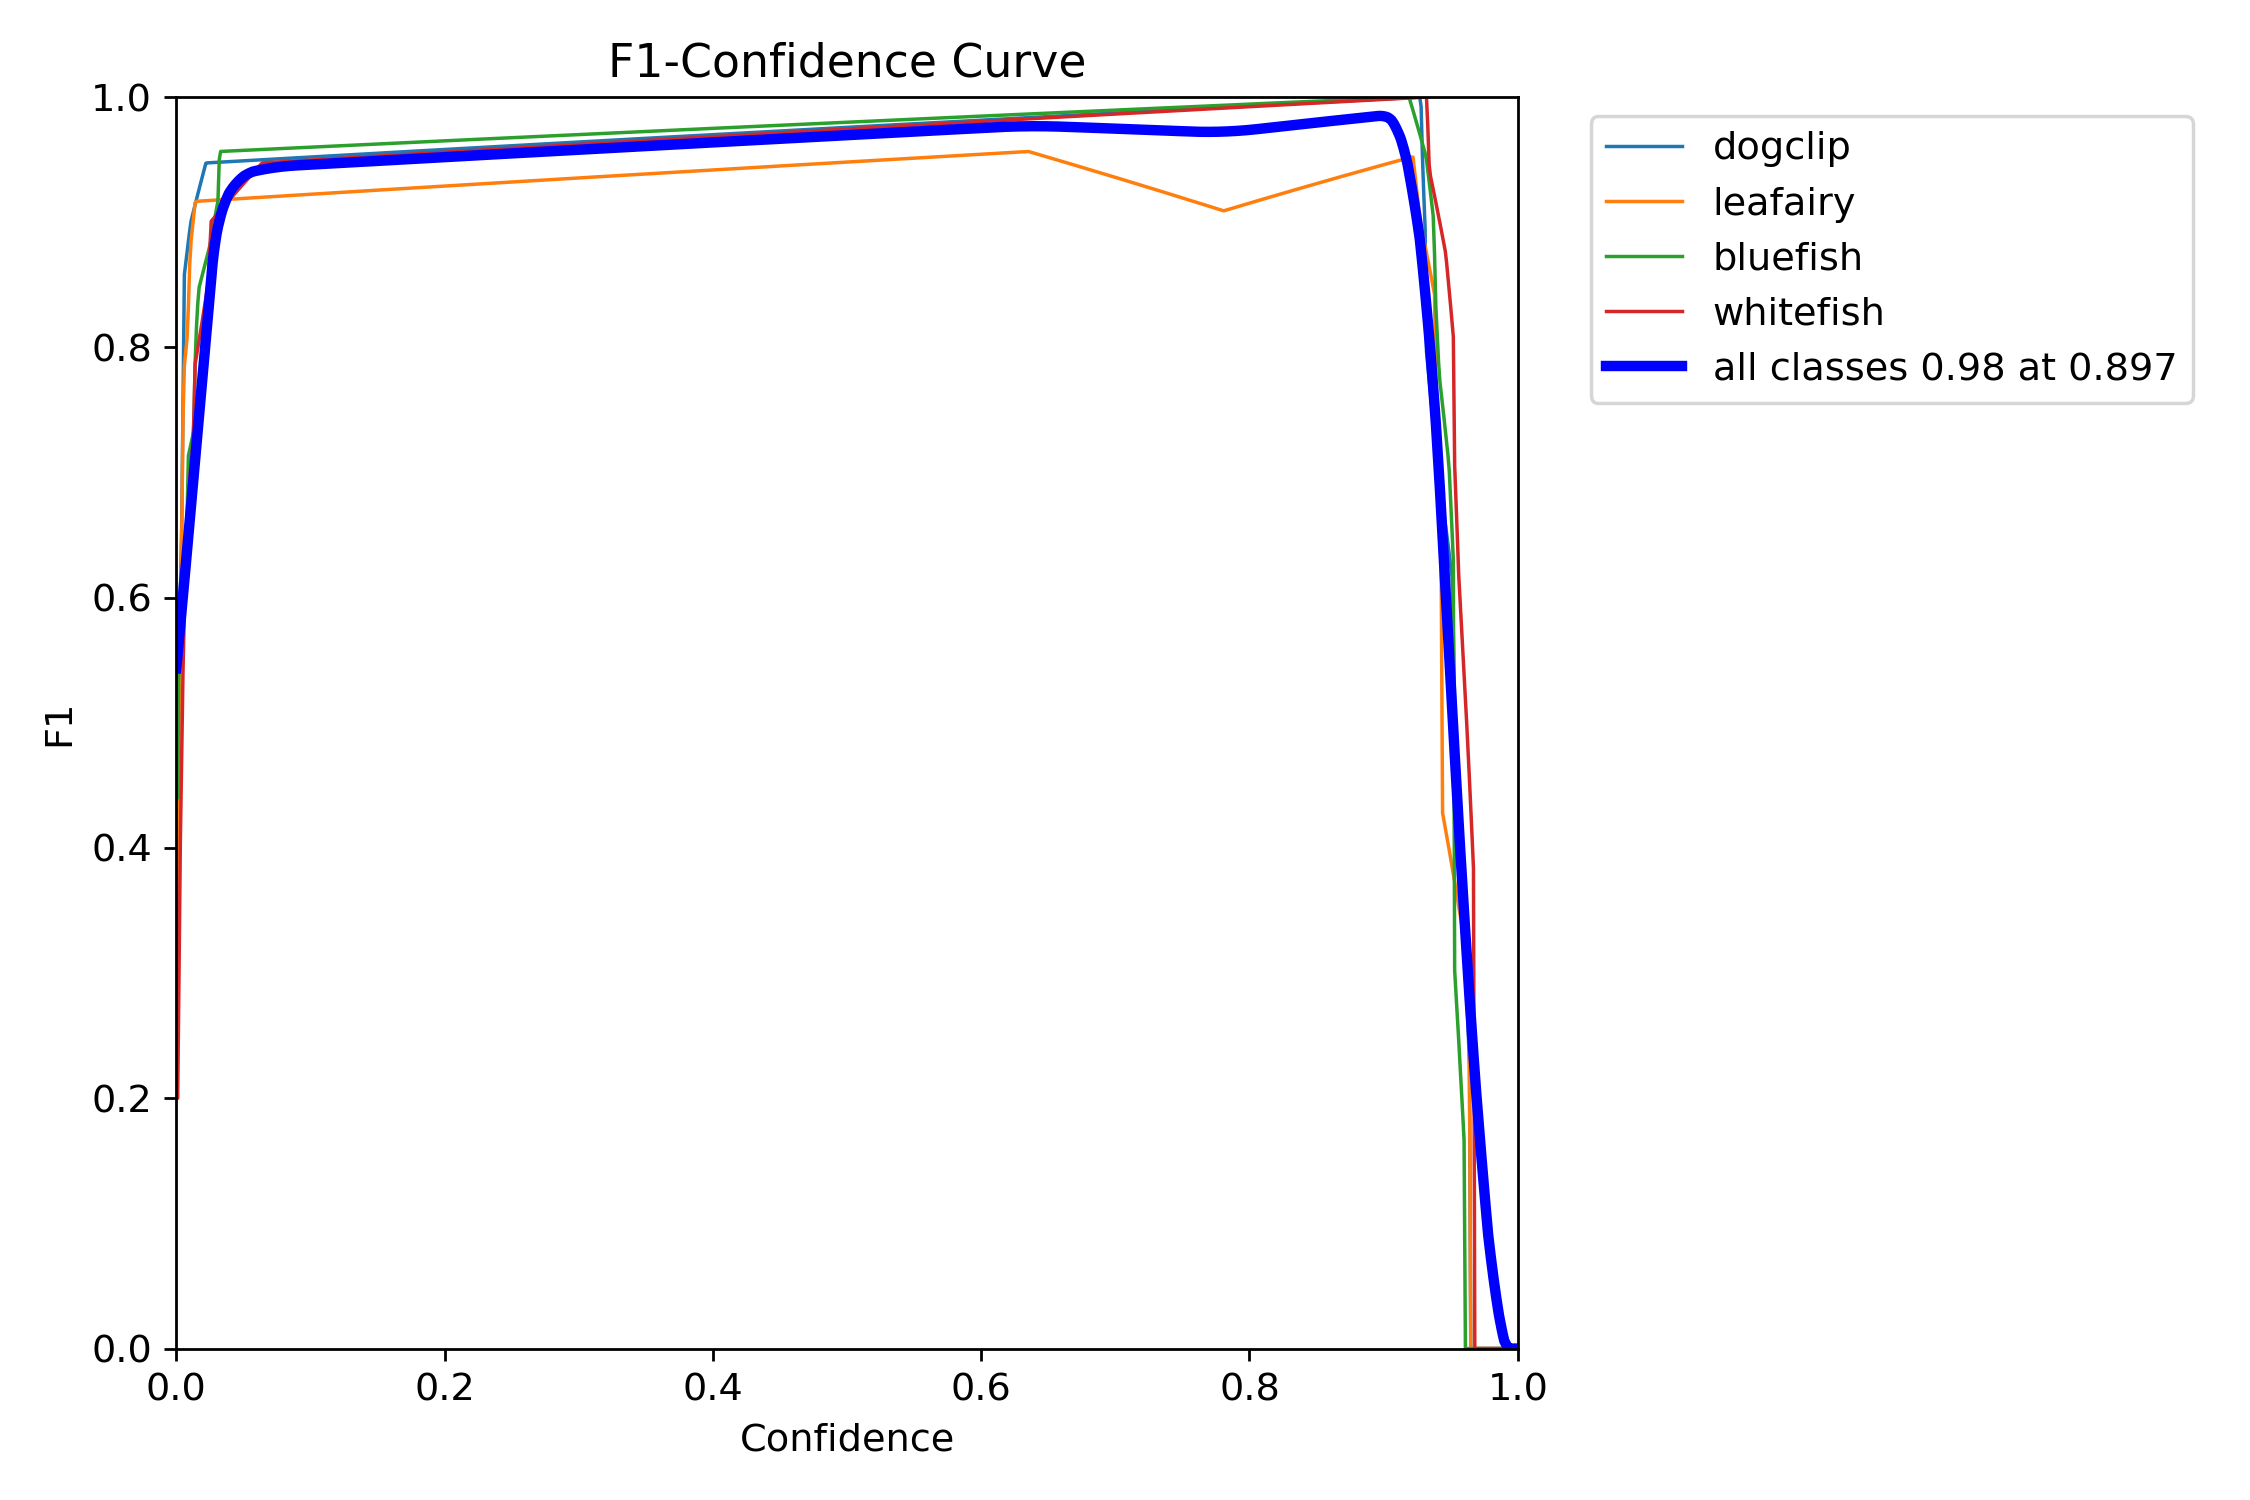 F1-Confidence Curve
1.0
0.8
0.6
0.4
0.2
0.0
F1
0.0 0.2 0.4 0.6 0.8 1.0
Confidence
dogclip
leafairy
bluefish
whitefish
all classes 0.98 at 0.897